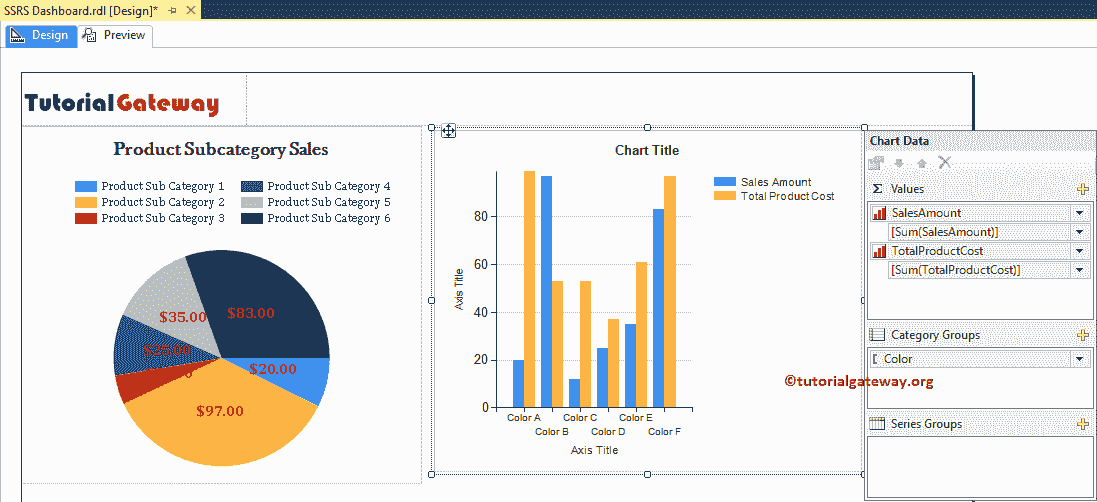 SSRS Dashboard.rdl [Design]*
Design Preview
TutorialGateway
Product Subcategory Sales
Product Sub Category 1 Product Sub Category 4
Product Sub Category 2 Product Sub Category 5
Product Sub Category 3 Product Sub Category 6
$35.00 $83.00
$20.00
$97.00
Chart Title
Sales Amount
Total Product Cost
80
60
40
20
0
Axis Title
Color A Color C Color E
Color B Color D Color F
Axis Title
Chart Data
Σ Values
SalesAmount
[Sum(SalesAmount)]
TotalProductCost
[Sum(TotalProductCost)]
Category Groups
Color
©tutorialgateway.org
Series Groups